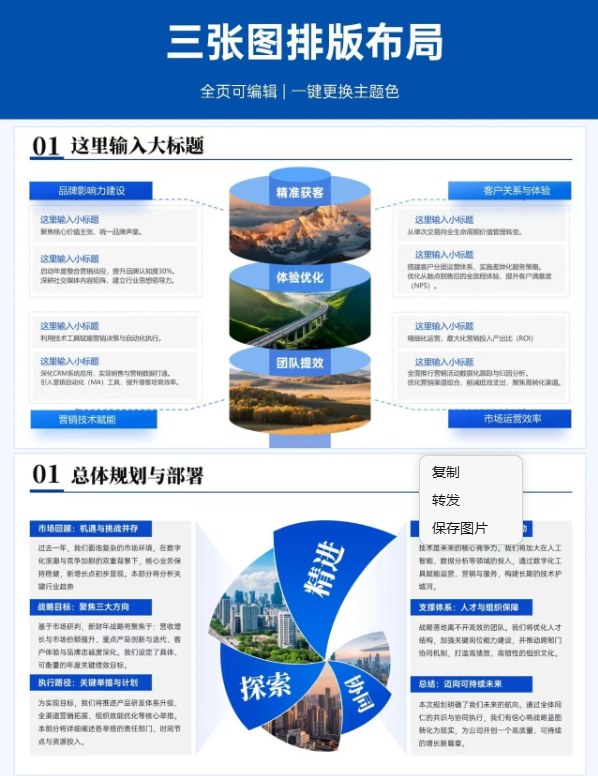 三张图排版布局
全页可编辑 | 一键更换主题色
01 这里输入大标题
品牌影响力建设
这里输入小标题
聚焦核心价值主张，统一品牌声量。
这里输入小标题
启动年度整合营销战役，提升品牌认知度30%。
深耕社交媒体内容矩阵，建立行业思想领导力。
这里输入小标题
利用技术工具赋能营销决策与自动化执行。
这里输入小标题
深化CRM系统应用，实现销售与营销数据打通。
引入营销自动化（MA）工具，提升潜客培育效率。
营销技术赋能
精准获客
体验优化
团队提效
客户关系与体验
这里输入小标题
从单次交易向全生命周期价值管理转变。
这里输入小标题
搭建客户分层运营体系，实施差异化服务策略。
优化从触点到售后的全旅程体验，提升客户满意度
（NPS）。
这里输入小标题
精细化运营，最大化营销投入产出比（ROI）
这里输入小标题
全面推行营销活动数据化跟踪与归因分析。
优化营销渠道组合，削减低效支出，聚焦高转化渠道。
市场运营效率
01 总体规划与部署
市场回顾：机遇与挑战并存
过去一年，我们面临复杂的市场环境，在数字
化浪潮与竞争加剧的双重背景下，核心业务保
持稳健，新增长点初步显现。本部分将分析关
键行业趋势
战略目标：聚焦三大方向
基于市场研判，新财年战略将聚焦于：营收增
长与市场份额提升、重点产品创新与迭代、客
户体验与品牌忠诚度深化。我们设定了具体、
可衡量的年度关键绩效目标。
执行路径：关键举措与计划
为实现目标，我们将推进产品研发体系升级、
全渠道营销拓展、组织效能优化等核心举措。
本部分将详细阐述各举措的责任部门、时间节
点与资源投入。
精进
探索
协同
复制
转发
保存图片
动
技术是未来的核心竞争力。我们将加大在人工
智能、数据分析等领域的投入，通过数字化工
具赋能运营、营销与服务，构建长期的技术护
城河。
支撑体系：人才与组织保障
战略落地离不开高效的团队。我们将优化人才
结构，加强关键岗位能力建设，并推动跨部门
协同机制，打造高绩效、高韧性的组织文化。
总结：迈向可持续未来
本次规划明确了我们未来的航向。通过全体同
仁的共识与协同执行，我们有信心将战略蓝图
转化为现实，为公司开创一个高质量、可持续
的增长新篇章。